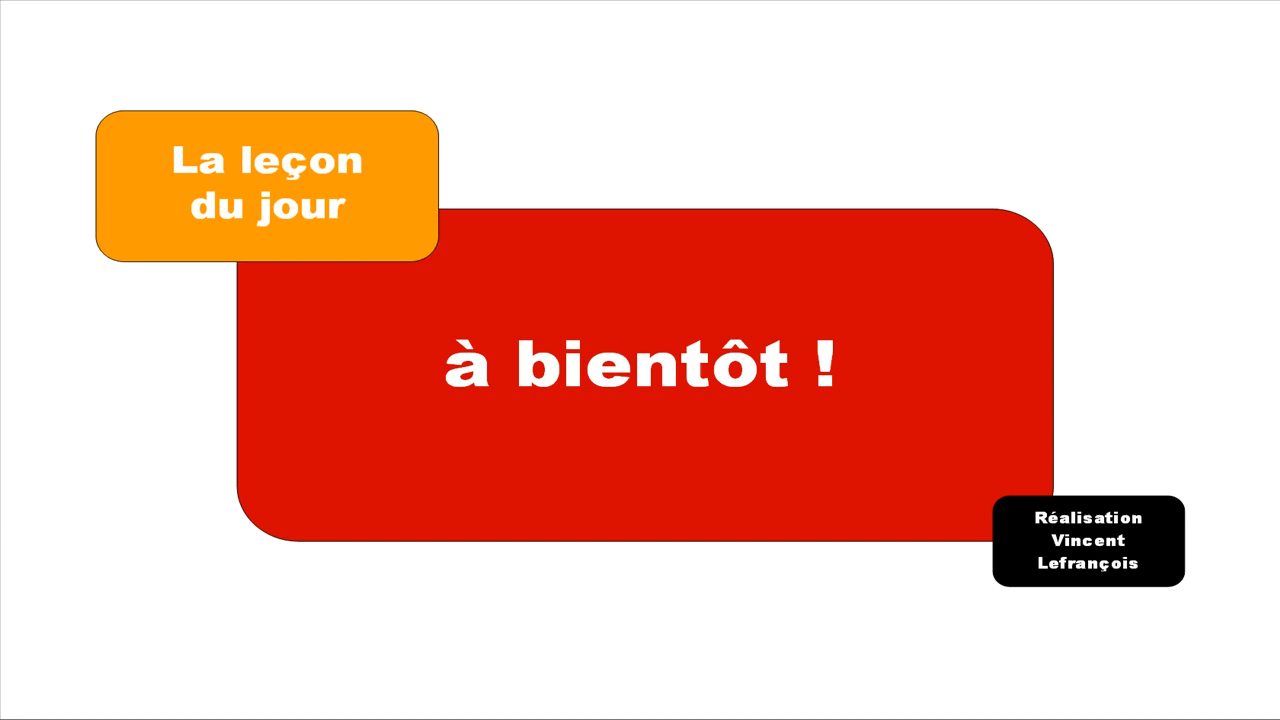 La leçon
du jour
à bientôt !
Réalisation
Vincent
Lefrançois